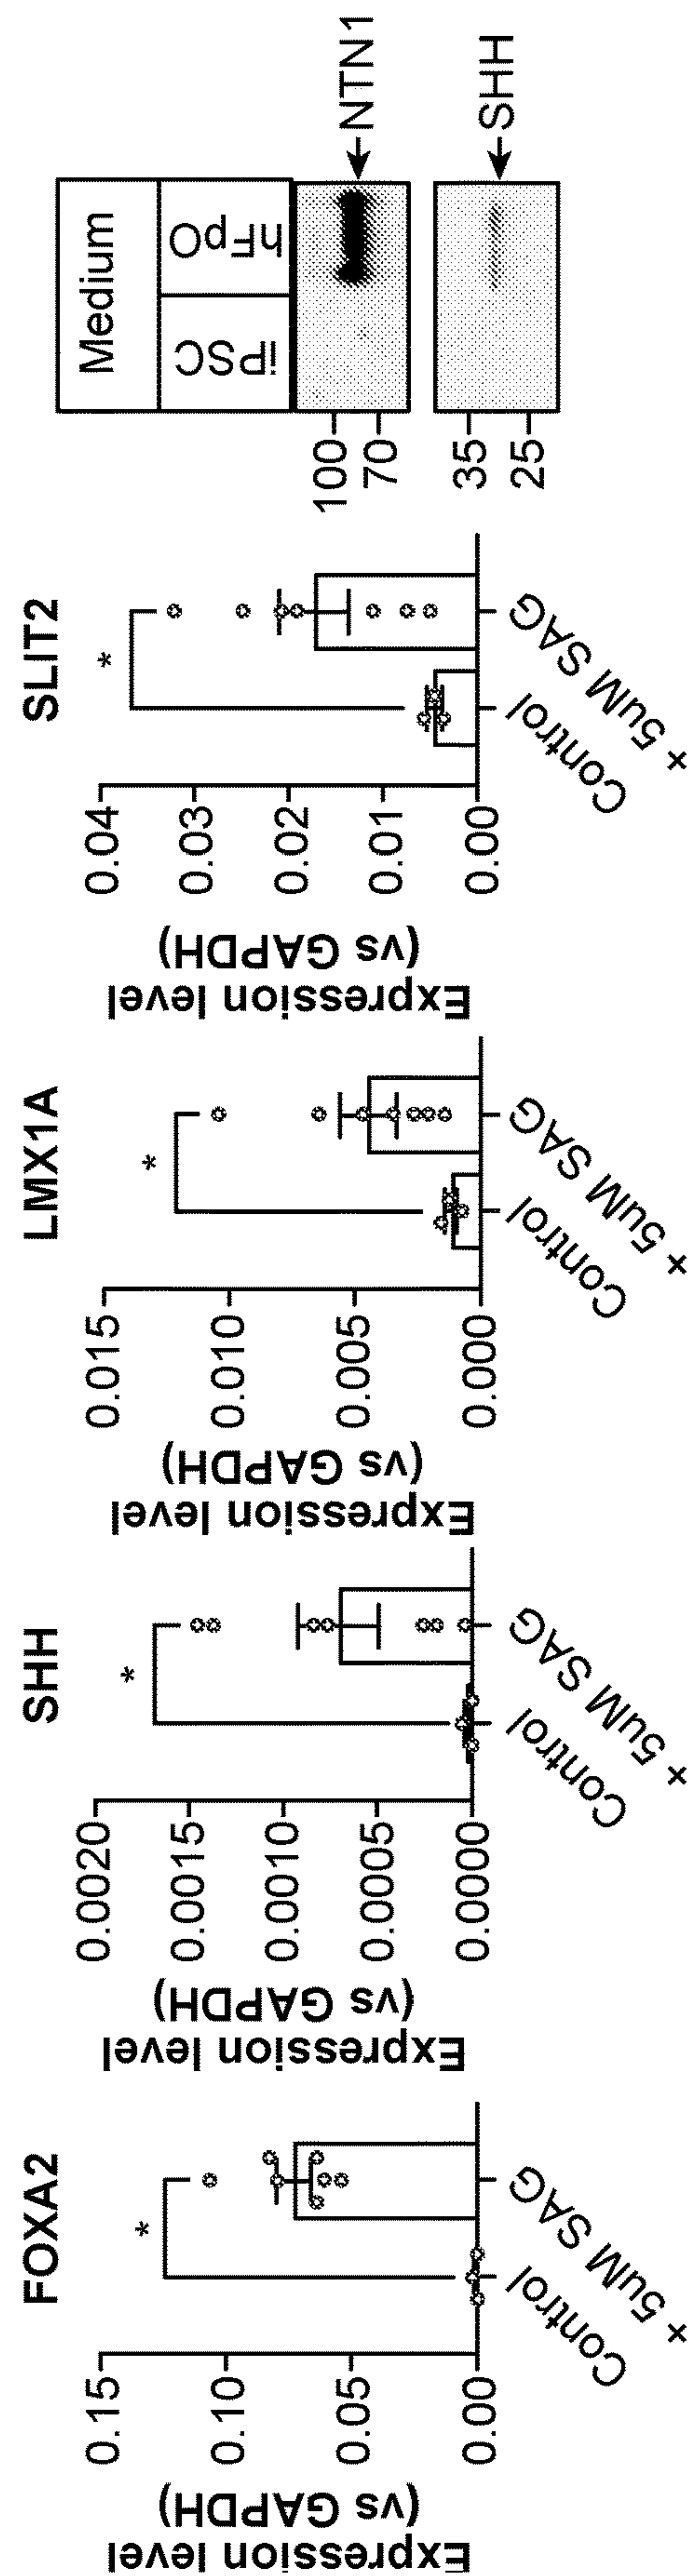 FOXA2
Expression level
(vs GAPDH)
0.15
0.10
0.05
0.00
*
Control
+ 5uM SAG
SHH
Expression level
(vs GAPDH)
0.0020
0.0015
0.0010
0.0005
0.0000
*
Control
+ 5uM SAG
LMX1A
Expression level
(vs GAPDH)
0.015
0.010
0.005
0.000
*
Control
+ 5uM SAG
SLIT2
Expression level
(vs GAPDH)
0.04
0.03
0.02
0.01
0.00
*
Control
+ 5uM SAG
Medium
iPSC hFpO
100
70
NTN1
35
25
SHH